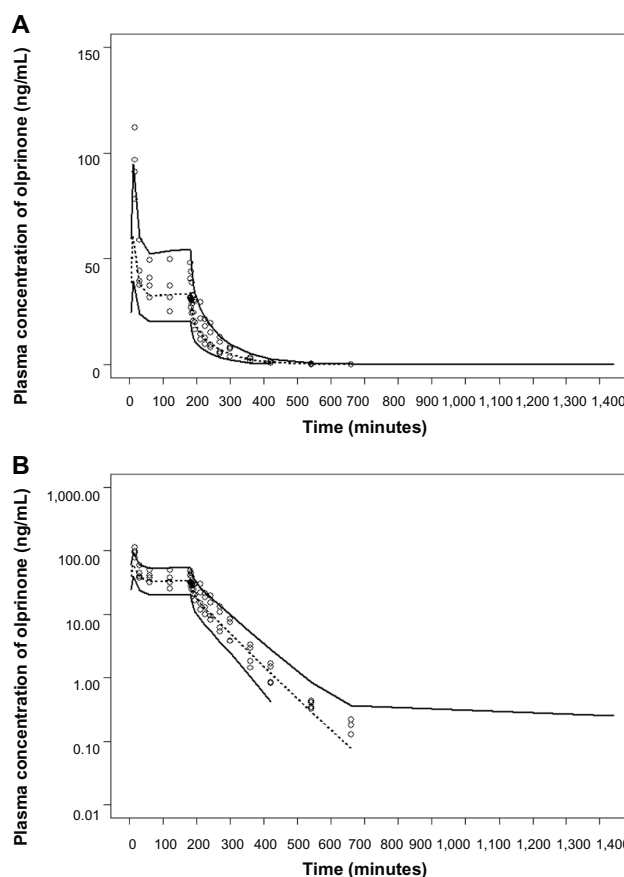 A
Plasma concentration of olprinone (ng/mL)
150
100
50
0
0 100 200 300 400 500 600 700 800 900 1,000 1,100 1,200 1,300 1,400
Time (minutes)
B
Plasma concentration of olprinone (ng/mL)
1,000.00
100.00
10.00
1.00
0.10
0.01
0 100 200 300 400 500 600 700 800 900 1,000 1,100 1,200 1,300 1,400
Time (minutes)